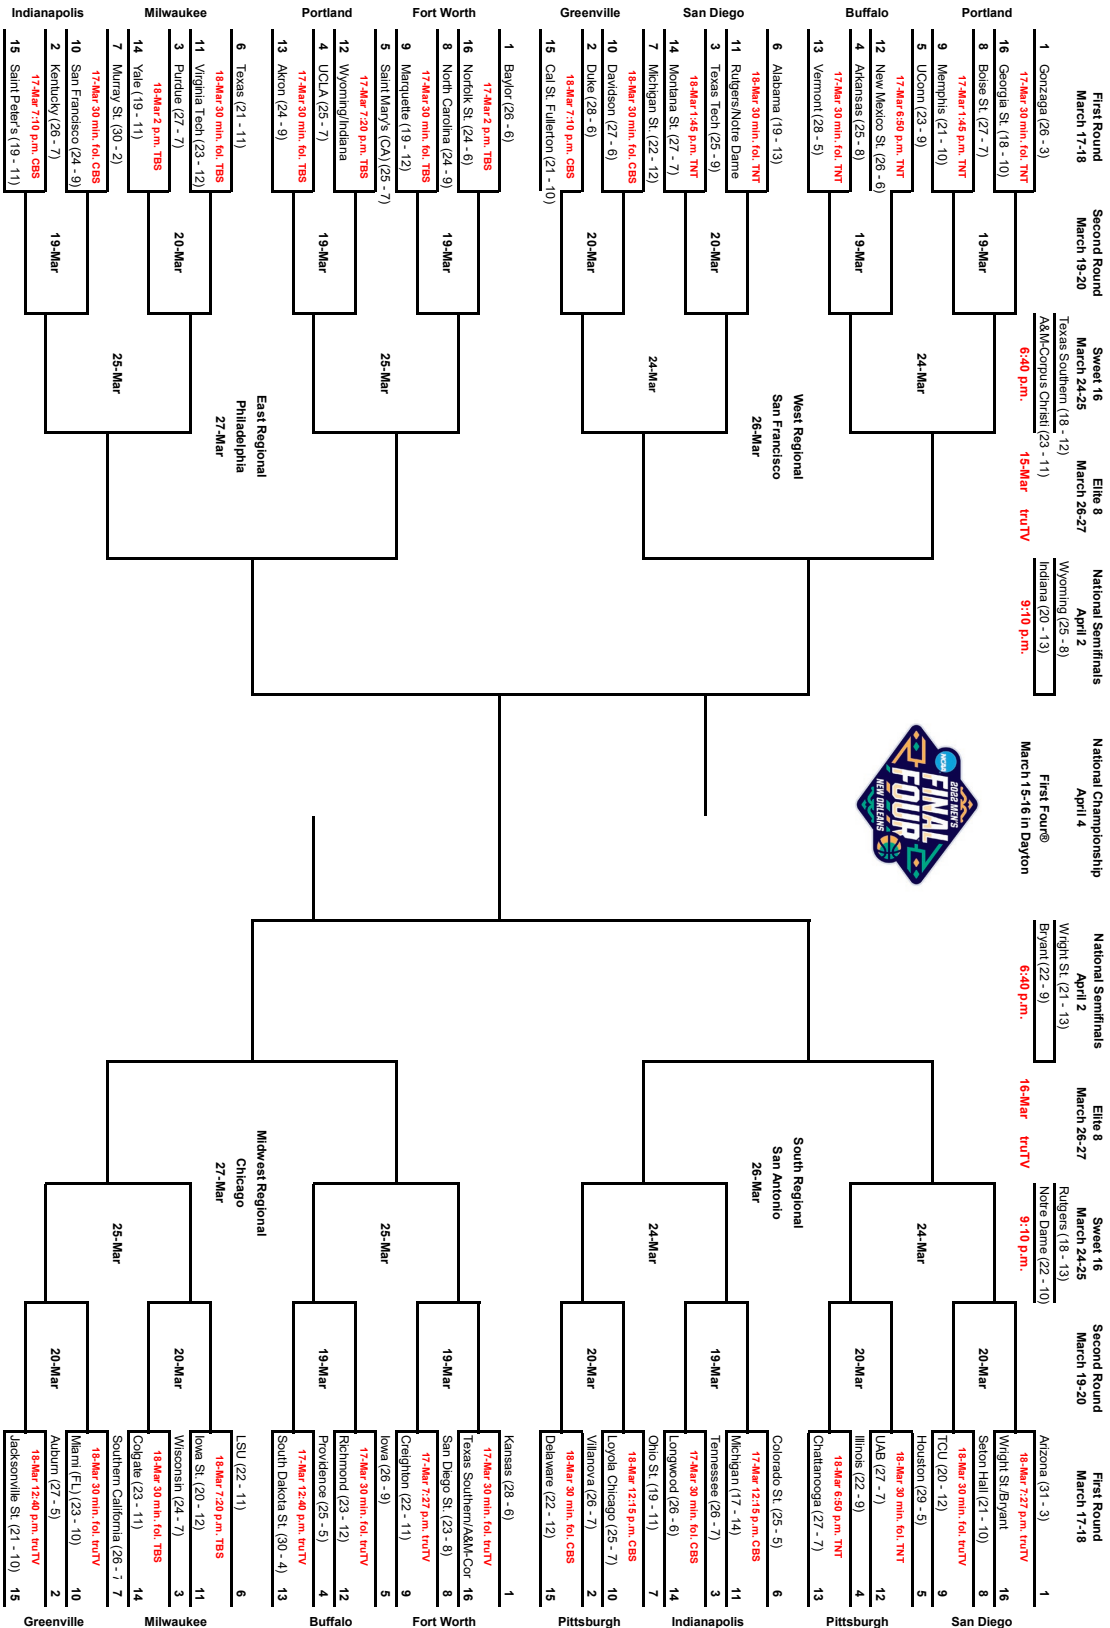 First Round
March 17-18
Second Round
March 19-20
Sweet 16
March 24-25
Elite 8
March 26-27
National Semifinals
April 2
National Championship
April 4
National Semifinals
April 2
Elite 8
March 26-27
Sweet 16
March 24-25
Second Round
March 19-20
First Round
March 17-18
Texas Southern (18 - 12)
A&M-Corpus Christi (23 - 11)
6:40 p.m.
15-Mar truTV
Wyoming (25 - 8)
Indiana (20 - 13)
9:10 p.m.
First Four®
March 15-16 in Dayton
Wright St. (21 - 13)
Bryant (22 - 9)
6:40 p.m.
16-Mar truTV
Rutgers (18 - 13)
Notre Dame (22 - 10)
9:10 p.m.
NCAA
2022 MEN'S
FINAL
FOUR
NEW ORLEANS
Portland
1 Gonzaga (26 - 3)
17-Mar 30 min. fol. TNT
16 Georgia St. (18 - 10)
8 Boise St. (27 - 7)
17-Mar 1:45 p.m. TNT
9 Memphis (21 - 10)
19-Mar
Buffalo
5 UConn (23 - 9)
17-Mar 6:50 p.m. TNT
12 New Mexico St. (26 - 6)
4 Arkansas (25 - 8)
17-Mar 30 min. fol. TNT
13 Vermont (28 - 5)
19-Mar
24-Mar
West Regional
San Francisco
26-Mar
San Diego
6 Alabama (19 - 13)
18-Mar 30 min. fol. TNT
11 Rutgers/Notre Dame
3 Texas Tech (25 - 9)
18-Mar 1:45 p.m. TNT
14 Montana St. (27 - 7)
20-Mar
Greenville
7 Michigan St. (22 - 12)
18-Mar 30 min. fol. CBS
10 Davidson (27 - 6)
2 Duke (28 - 6)
18-Mar 7:10 p.m. CBS
15 Cal St. Fullerton (21 - 10)
20-Mar
24-Mar
Fort Worth
1 Baylor (26 - 6)
17-Mar 2 p.m. TBS
16 Norfolk St. (24 - 6)
8 North Carolina (24 - 9)
17-Mar 30 min. fol. TBS
9 Marquette (19 - 12)
19-Mar
Portland
5 Saint Mary's (CA) (25 - 7)
17-Mar 7:20 p.m. TBS
12 Wyoming/Indiana
4 UCLA (25 - 7)
17-Mar 30 min. fol. TBS
13 Akron (24 - 9)
19-Mar
25-Mar
East Regional
Philadelphia
27-Mar
Milwaukee
6 Texas (21 - 11)
18-Mar 30 min. fol. TBS
11 Virginia Tech (23 - 12)
3 Purdue (27 - 7)
18-Mar 2 p.m. TBS
14 Yale (19 - 11)
20-Mar
Indianapolis
7 Murray St. (30 - 2)
17-Mar 30 min. fol. CBS
10 San Francisco (24 - 9)
2 Kentucky (26 - 7)
17-Mar 7:10 p.m. CBS
15 Saint Peter's (19 - 11)
19-Mar
25-Mar
San Diego
Arizona (31 - 3) 1
18-Mar 7:27 p.m. truTV
Wright St./Bryant 16
Seton Hall (21 - 10) 8
18-Mar 30 min. fol. truTV
TCU (20 - 12) 9
20-Mar
Pittsburgh
Houston (29 - 5) 5
18-Mar 30 min. fol. TNT
UAB (27 - 7) 12
Illinois (22 - 9) 4
18-Mar 6:50 p.m. TNT
Chattanooga (27 - 7) 13
20-Mar
24-Mar
South Regional
San Antonio
26-Mar
Indianapolis
Colorado St. (25 - 5) 6
17-Mar 12:15 p.m. CBS
Michigan (17 - 14) 11
Tennessee (26 - 7) 3
17-Mar 30 min. fol. CBS
Longwood (26 - 6) 14
19-Mar
Pittsburgh
Ohio St. (19 - 11) 7
18-Mar 12:15 p.m. CBS
Loyola Chicago (25 - 7) 10
Villanova (26 - 7) 2
18-Mar 30 min. fol. CBS
Delaware (22 - 12) 15
20-Mar
24-Mar
Fort Worth
Kansas (28 - 6) 1
17-Mar 30 min. fol. truTV
Texas Southern/A&M-Cor 16
San Diego St. (23 - 8) 8
17-Mar 7:27 p.m. truTV
Creighton (22 - 11) 9
19-Mar
Buffalo
Iowa (26 - 9) 5
17-Mar 30 min. fol. truTV
Richmond (23 - 12) 12
Providence (25 - 5) 4
17-Mar 12:40 p.m. truTV
South Dakota St. (30 - 4) 13
19-Mar
25-Mar
Midwest Regional
Chicago
27-Mar
Milwaukee
LSU (22 - 11) 6
18-Mar 7:20 p.m. TBS
Iowa St. (20 - 12) 11
Wisconsin (24 - 7) 3
18-Mar 30 min. fol. TBS
Colgate (23 - 11) 14
20-Mar
Greenville
Southern California (26 - 7 7
18-Mar 30 min. fol. truTV
Miami (FL) (23 - 10) 10
Auburn (27 - 5) 2
18-Mar 12:40 p.m. truTV
Jacksonville St. (21 - 10) 15
20-Mar
25-Mar